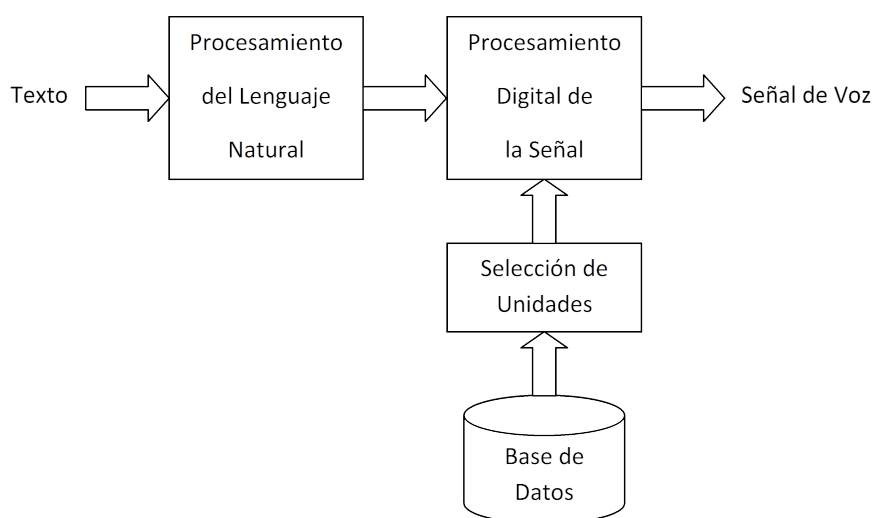 Texto
Procesamiento
del Lenguaje
Natural
Procesamiento
Digital de
la Señal
Señal de Voz
Selección de
Unidades
Base de
Datos